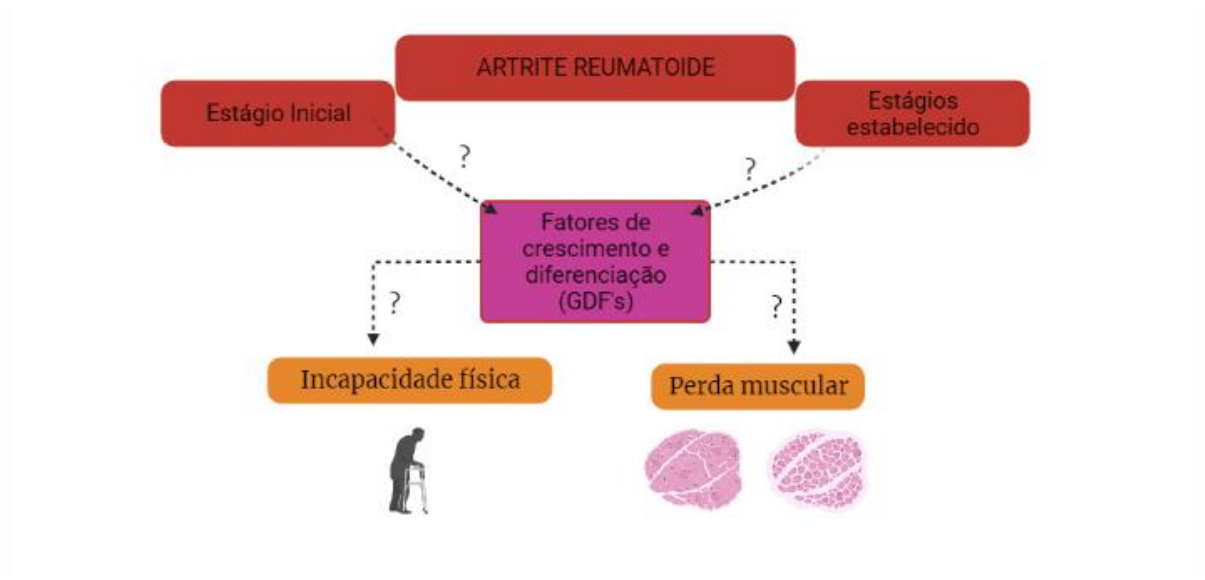 ARTRITE REUMATOIDE
Estágio Inicial
Estágios
estabelecido
?
?
Fatores de
crescimento e
diferenciação
(GDF's)
?
?
Incapacidade física
Perda muscular